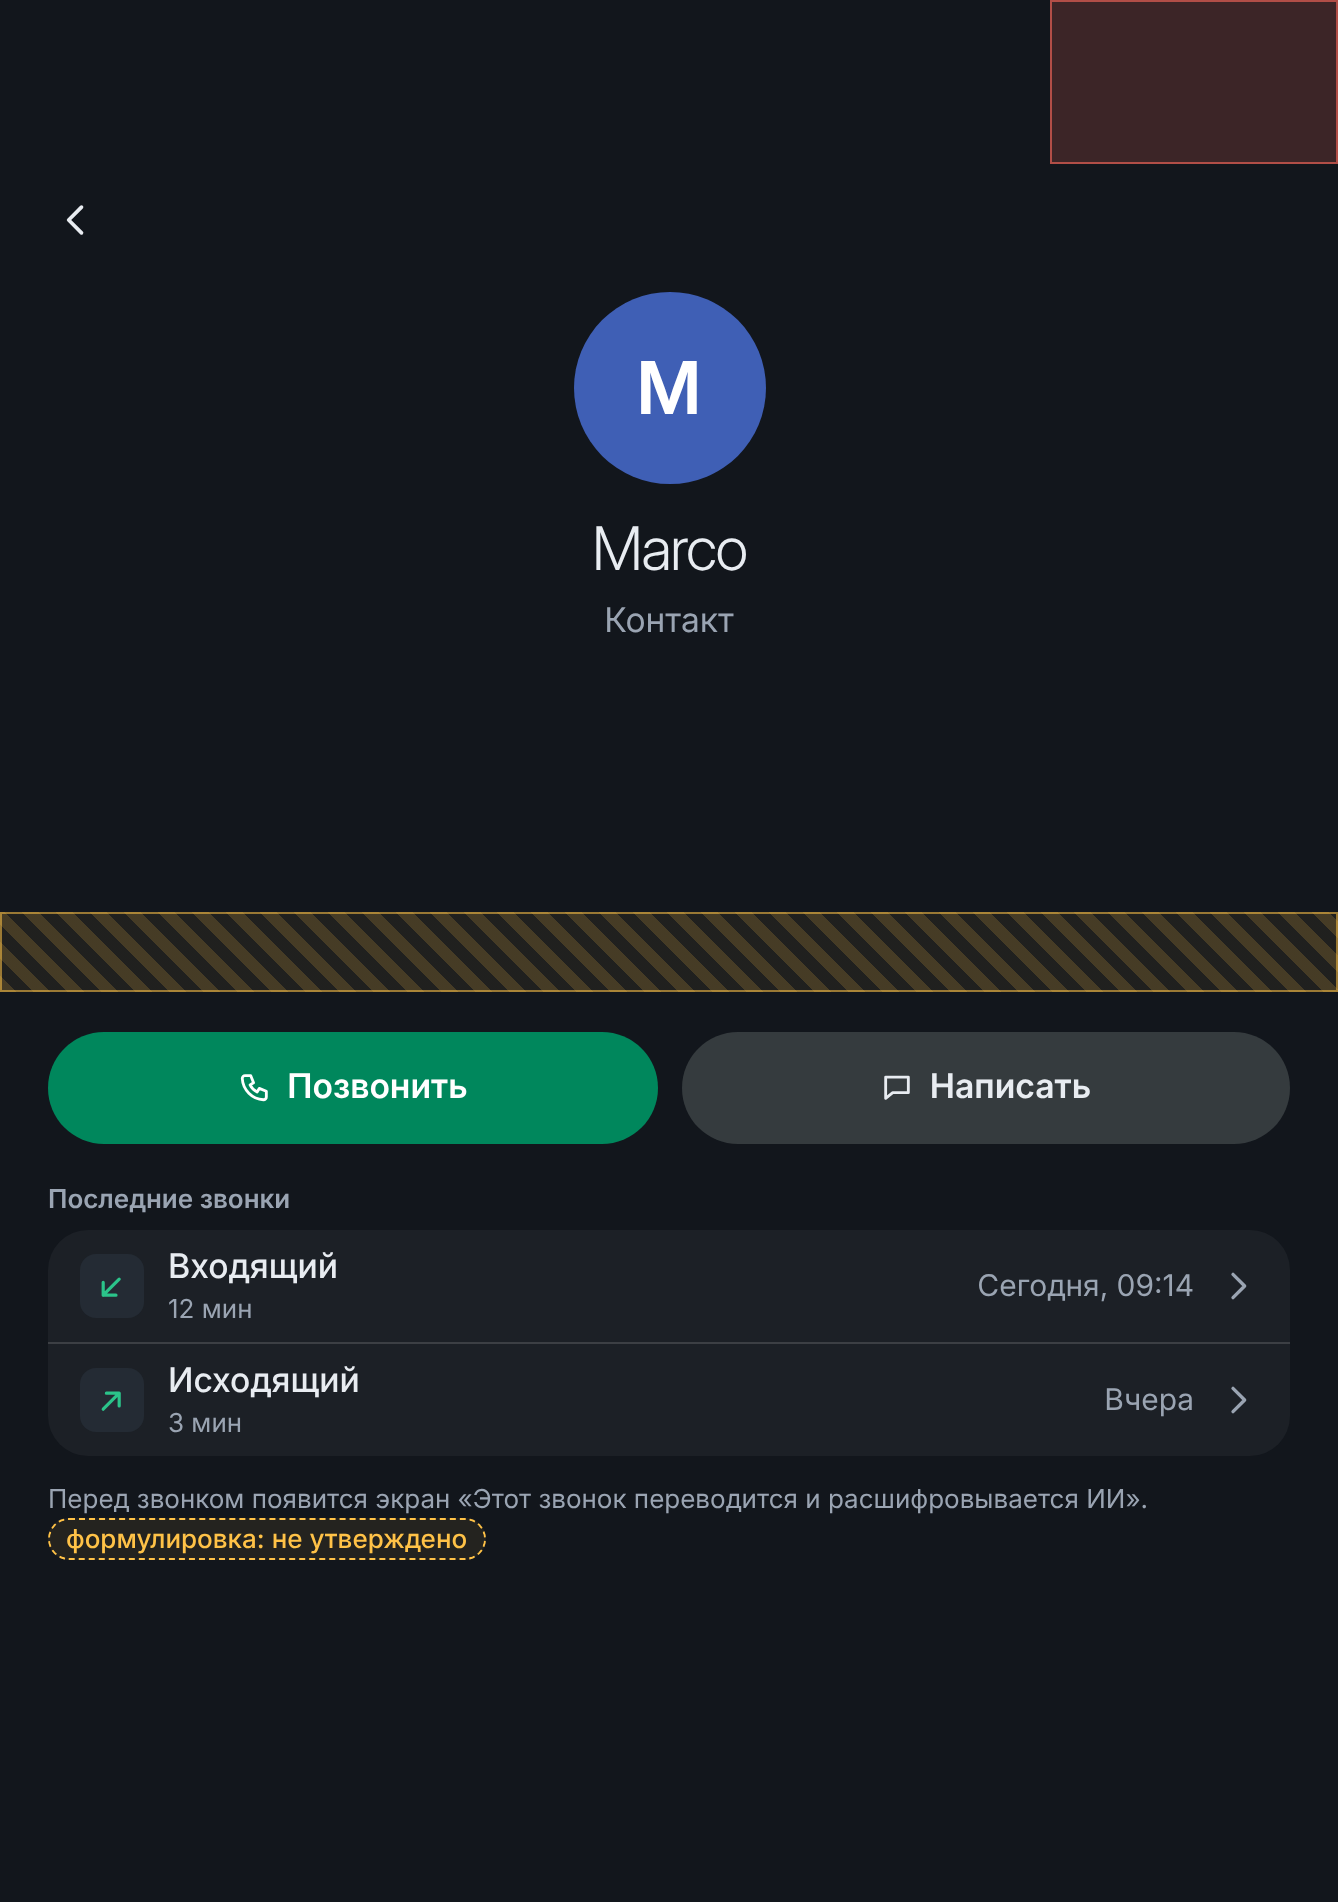 M
Marco
Контакт
Позвонить
Написать
Последние звонки
Входящий
12 мин
Сегодня, 09:14
Исходящий
3 мин
Вчера
Перед звонком появится экран «Этот звонок переводится и расшифровывается ИИ».
формулировка: не утверждено